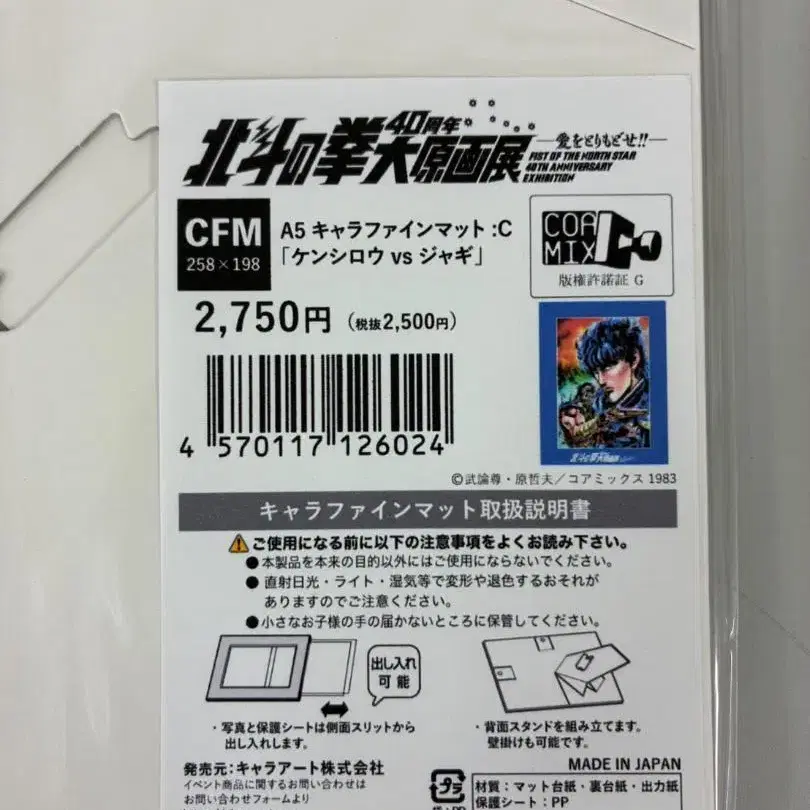 北斗の拳40周年大原画展 ―愛をとりもどせ!!―
FIST OF THE NORTH STAR
40TH ANNIVERSARY
EXHIBITION
CFM
258×198
A5 キャラファインマット :C
「ケンシロウ vs ジャギ」
COA
MIX
版権許諾証 G
2,750円（税抜2,500円）
4 570117 126024
北斗の拳大原画展
©武論尊・原哲夫／コアミックス 1983
キャラファインマット取扱説明書
⚠ご使用になる前に以下の注意事項をよくお読み下さい。
●本製品を本来の目的以外にはご使用にならないでください。
●直射日光・ライト・湿気等で変形や退色するおそれが
ありますのでご注意ください。
●小さなお子様の手の届かないところに保管してください。
出し入れ
可能
・写真と保護シートは側面スリットから
出し入れします。
・背面スタンドを組み立てます。
壁掛けも可能です。
MADE IN JAPAN
発売元:キャラアート株式会社
イベント商品に関するお問い合わせは
お問い合わせフォームより
プラ
材質：マット台紙・裏台紙・出力紙
保護シート：PP